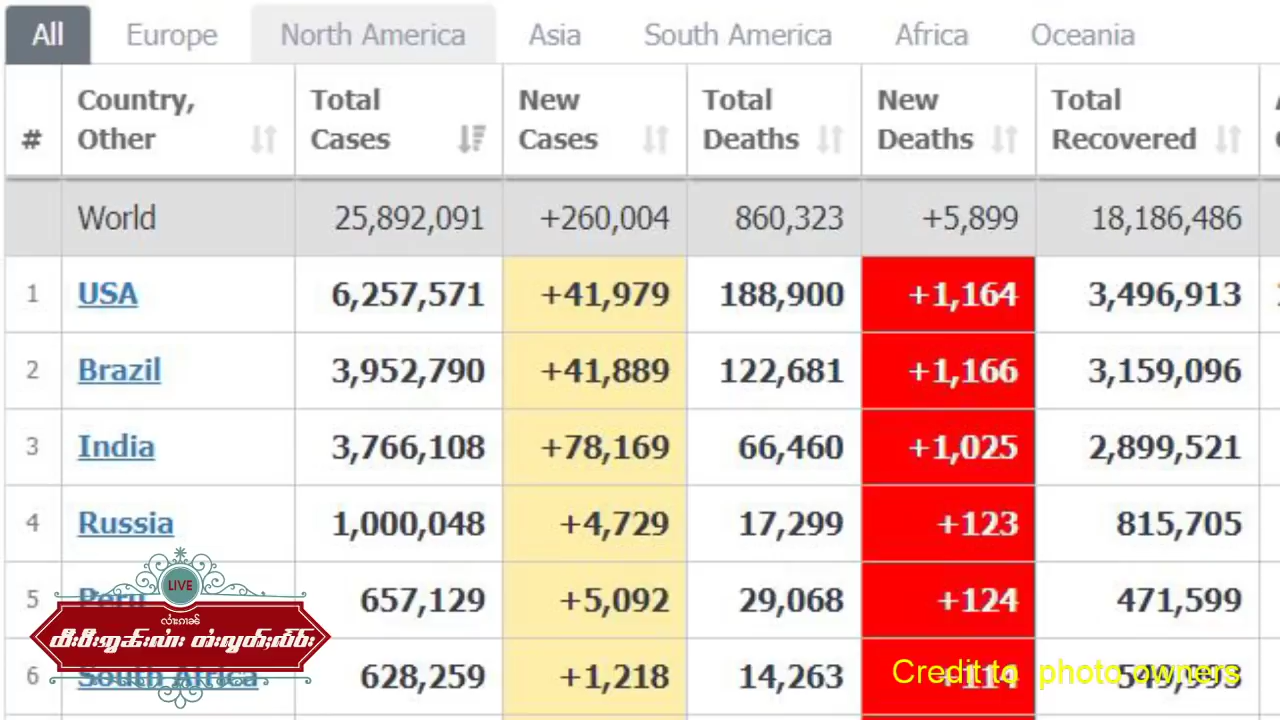 All Europe North America Asia South America Africa Oceania
# Country, Other Total Cases New Cases Total Deaths New Deaths Total Recovered
World 25,892,091 +260,004 860,323 +5,899 18,186,486
1 USA 6,257,571 +41,979 188,900 +1,164 3,496,913
2 Brazil 3,952,790 +41,889 122,681 +1,166 3,159,096
3 India 3,766,108 +78,169 66,460 +1,025 2,899,521
4 Russia 1,000,048 +4,729 17,299 +123 815,705
5 Peru 657,129 +5,092 29,068 +124 471,599
6 South Africa 628,259 +1,218 14,263 +114
LIVE
Credit to photo owners